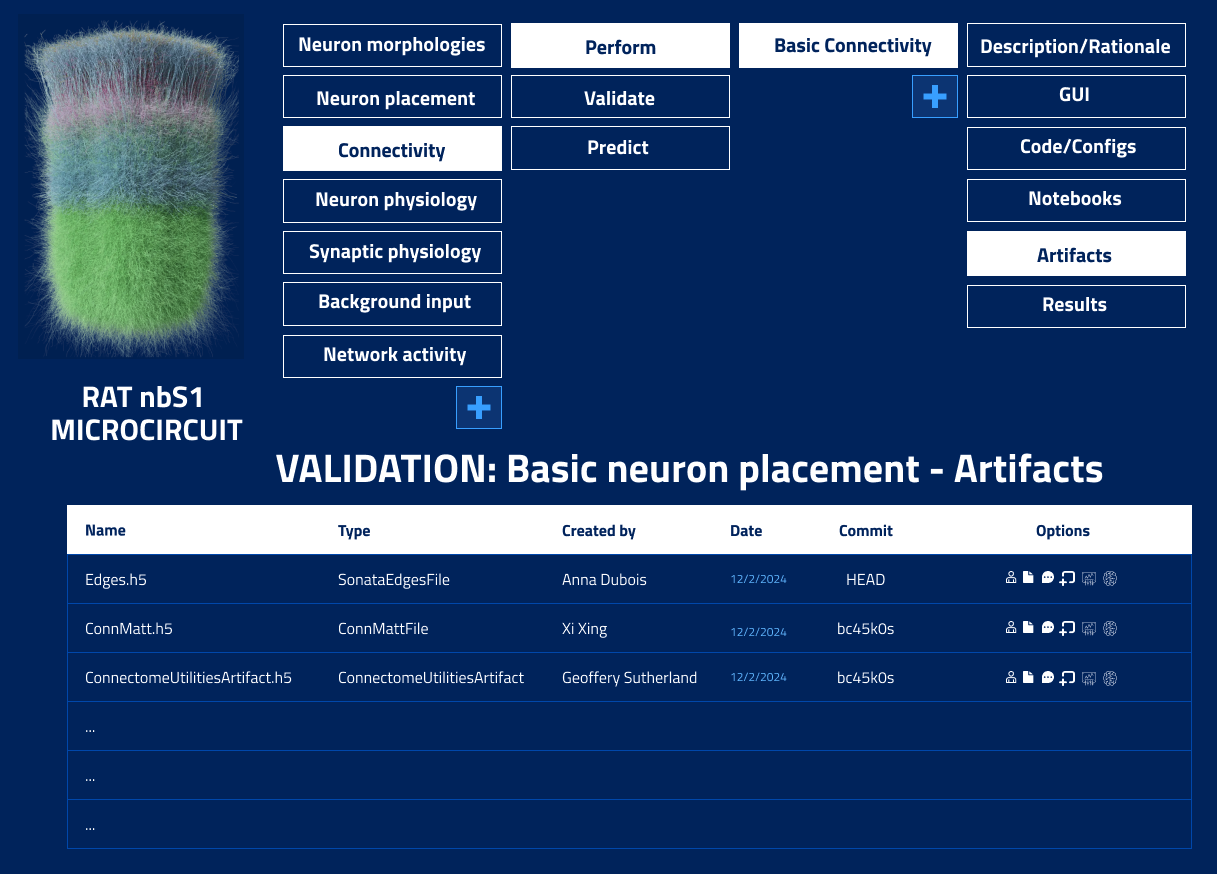 Neuron morphologies
Neuron placement
Connectivity
Neuron physiology
Synaptic physiology
Background input
Network activity
Perform
Validate
Predict
Basic Connectivity
Description/Rationale
GUI
Code/Configs
Notebooks
Artifacts
Results
RAT nbS1
MICROCIRCUIT
VALIDATION: Basic neuron placement - Artifacts
Name Type Created by Date Commit Options
Edges.h5 SonataEdgesFile Anna Dubois 12/2/2024 HEAD
ConnMatt.h5 ConnMattFile Xi Xing 12/2/2024 bc45k0s
ConnectomeUtilitiesArtifact.h5 ConnectomeUtilitiesArtifact Geoffery Sutherland 12/2/2024 bc45k0s
...
...
...